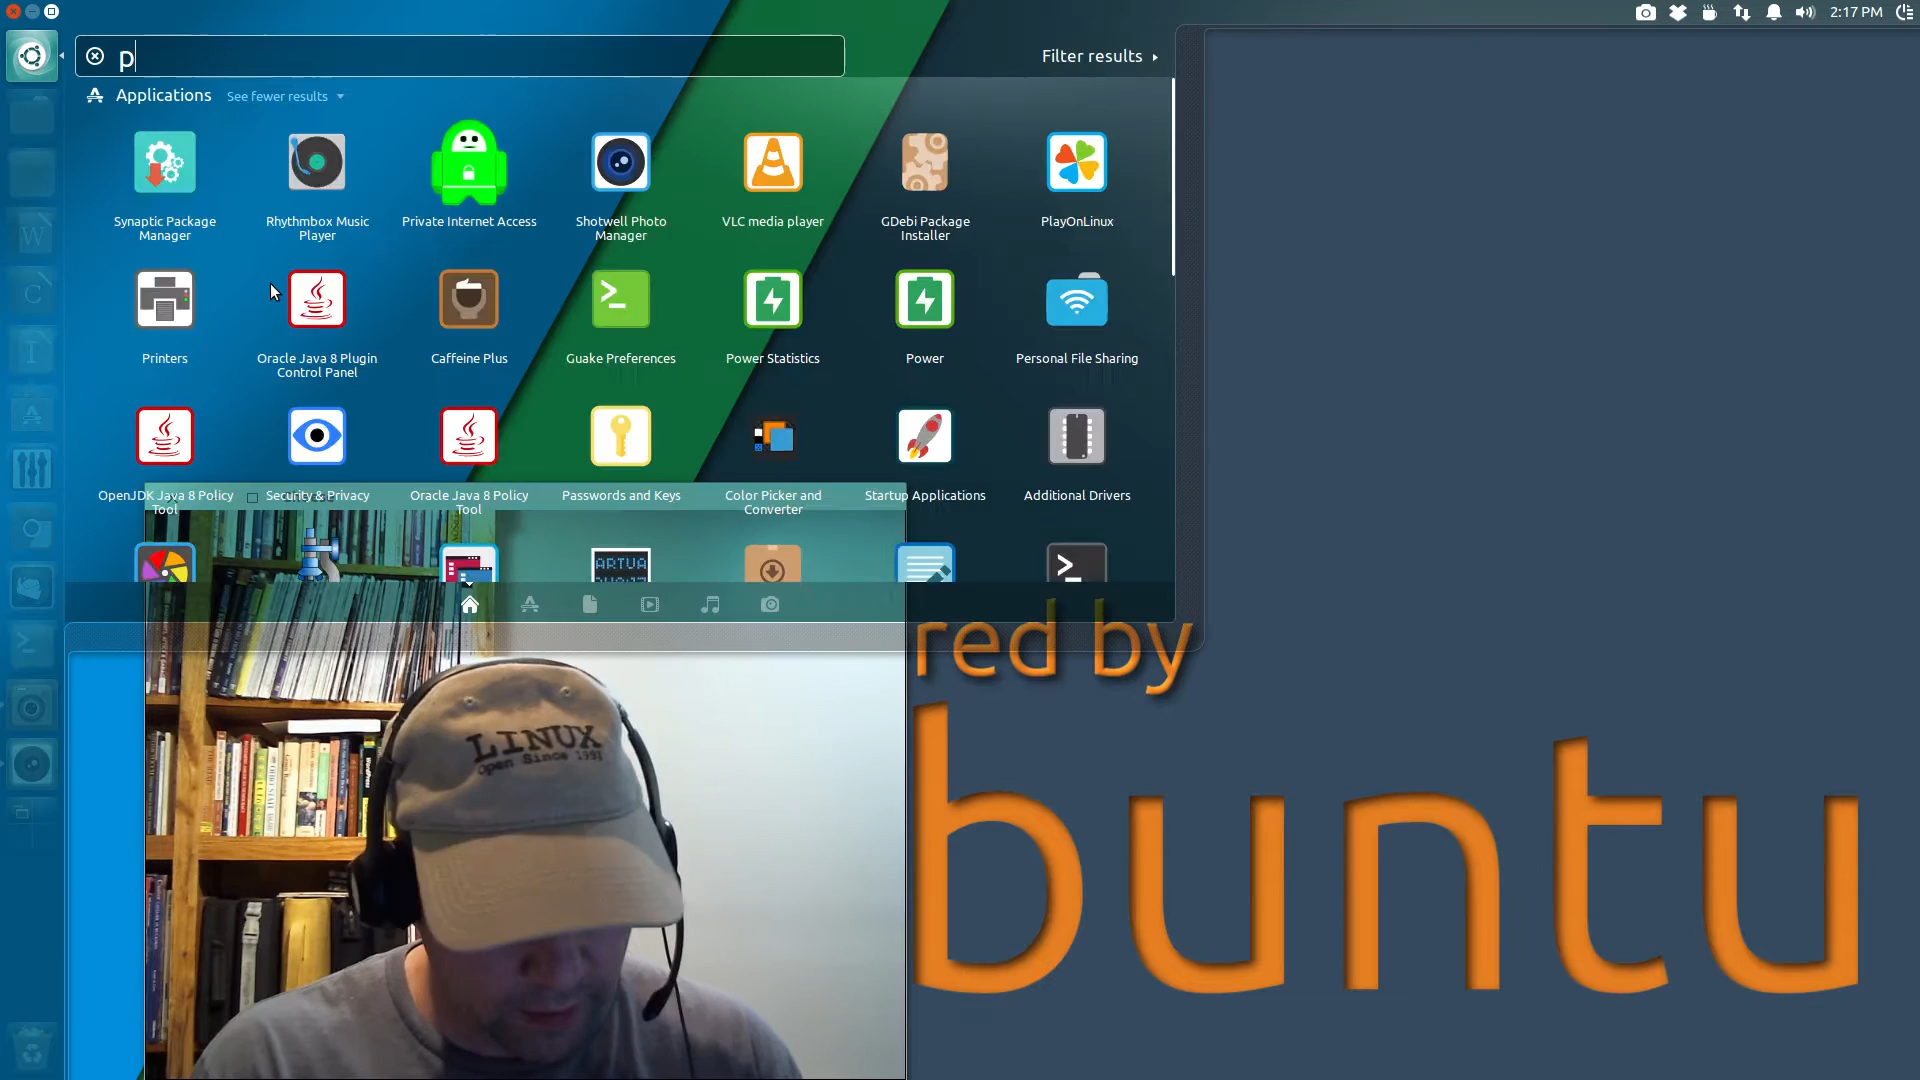 2:17 PM
p
Filter results
Applications See fewer results
Synaptic Package
Manager
Rhythmbox Music
Player
Private Internet Access
Shotwell Photo
Manager
VLC media player
GDebi Package
Installer
PlayOnLinux
Printers
Oracle Java 8 Plugin
Control Panel
Caffeine Plus
Guake Preferences
Power Statistics
Power
Personal File Sharing
OpenJDK Java 8 Policy
Tool
Security & Privacy
Oracle Java 8 Policy
Tool
Passwords and Keys
Color Picker and
Converter
Startup Applications
Additional Drivers
red by
buntu
LINUX
Open Since 1991